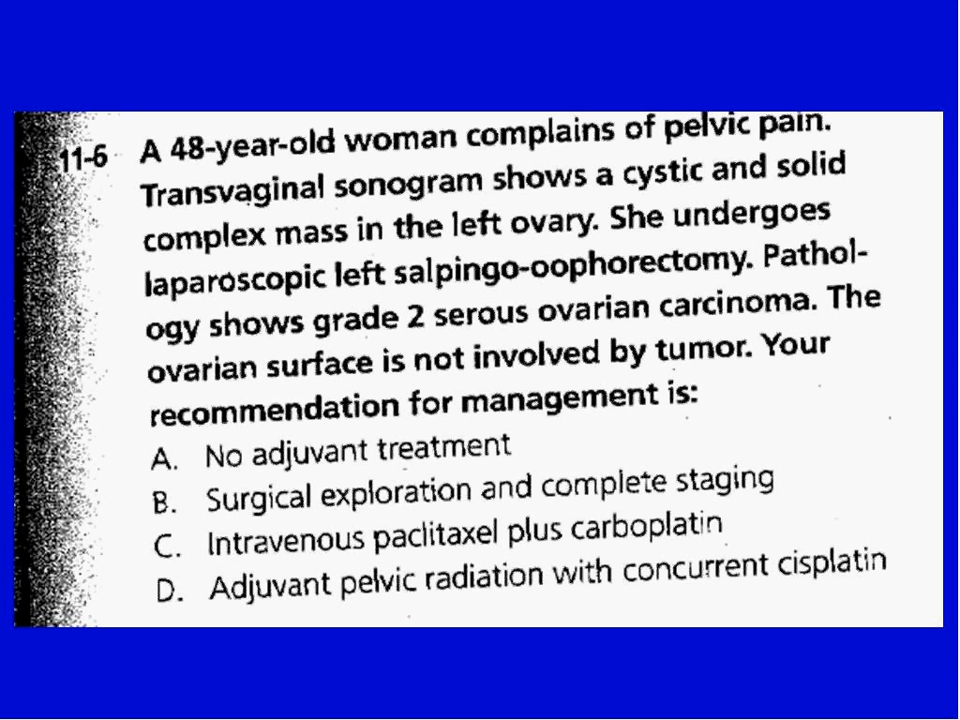 11-6 A 48-year-old woman complains of pelvic pain.
Transvaginal sonogram shows a cystic and solid
complex mass in the left ovary. She undergoes
laparoscopic left salpingo-oophorectomy. Pathol-
ogy shows grade 2 serous ovarian carcinoma. The
ovarian surface is not involved by tumor. Your
recommendation for management is:
A. No adjuvant treatment
B. Surgical exploration and complete staging
C. Intravenous paclitaxel plus carboplatin
D. Adjuvant pelvic radiation with concurrent cisplatin